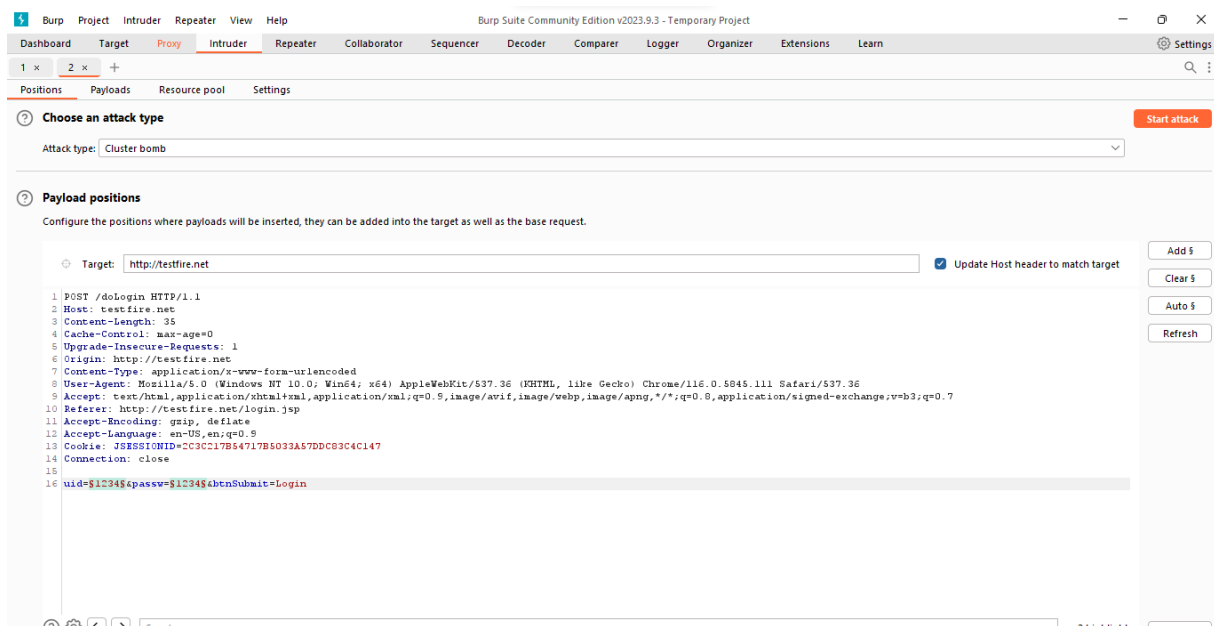 Burp Project Intruder Repeater View Help Burp Suite Community Edition v2023.9.3 - Temporary Project
Dashboard Target Proxy Intruder Repeater Collaborator Sequencer Decoder Comparer Logger Organizer Extensions Learn Settings
1 × 2 × +
Positions Payloads Resource pool Settings
? Choose an attack type Start attack
Attack type: Cluster bomb
? Payload positions
Configure the positions where payloads will be inserted, they can be added into the target as well as the base request.
Add §
Target: http://testfire.net Update Host header to match target
Clear §
Auto §
Refresh
1 POST /doLogin HTTP/1.1
2 Host: testfire.net
3 Content-Length: 35
4 Cache-Control: max-age=0
5 Upgrade-Insecure-Requests: 1
6 Origin: http://testfire.net
7 Content-Type: application/x-www-form-urlencoded
8 User-Agent: Mozilla/5.0 (Windows NT 10.0; Win64; x64) AppleWebKit/537.36 (KHTML, like Gecko) Chrome/116.0.5845.111 Safari/537.36
9 Accept: text/html,application/xhtml+xml,application/xml;q=0.9,image/avif,image/webp,image/apng,*/*;q=0.8,application/signed-exchange;v=b3;q=0.7
10 Referer: http://testfire.net/login.jsp
11 Accept-Encoding: gzip, deflate
12 Accept-Language: en-US,en;q=0.9
13 Cookie: JSESSIONID=2C3C217B54717B5033A57DDC83C4C147
14 Connection: close
15
16 uid=§1234§&passw=§1234§&btnSubmit=Login